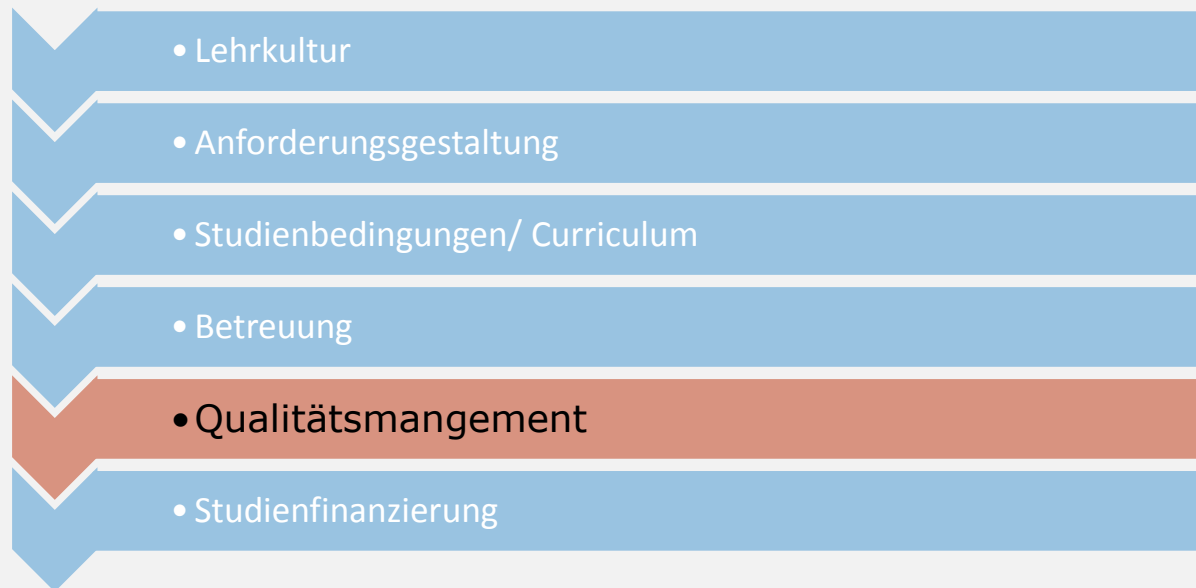 • Lehrkultur
• Anforderungsgestaltung
• Studienbedingungen/ Curriculum
• Betreuung
• Qualitätsmangement
• Studienfinanzierung